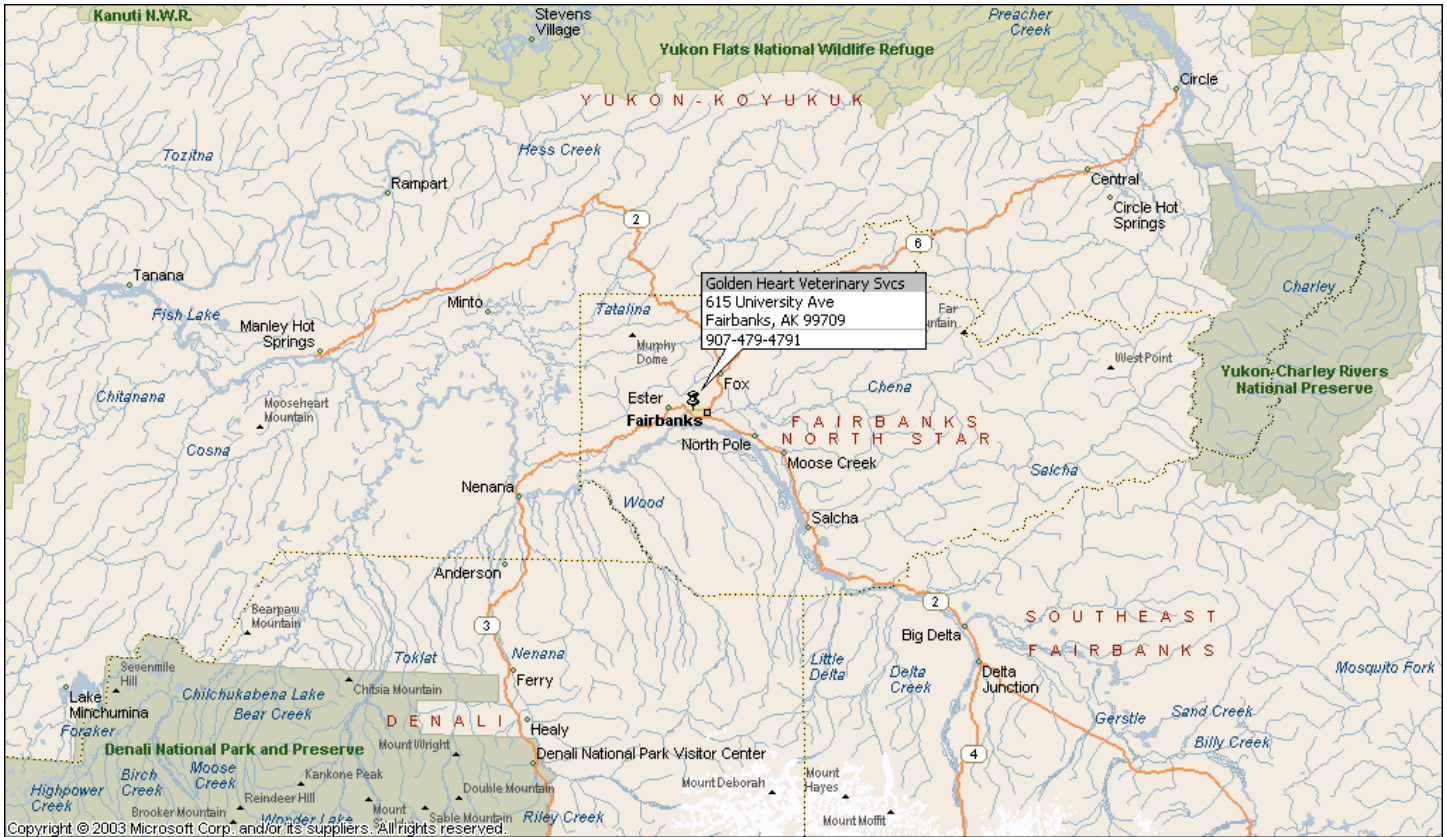 Kanuti N.W.R.
Stevens
Village
Preacher
Creek
Yukon Flats National Wildlife Refuge
Circle
YUKON-KOYUKUK
Hess Creek
Tozitna
Rampart
Central
Circle Hot
Springs
2
6
Tanana
Fish Lake
Minto
Manley Hot
Springs
Tatalina
Golden Heart Veterinary Svcs
615 University Ave
Fairbanks, AK 99709
907-479-4791
Far
Charley
Murphy
Dome
West Point
Yukon-Charley Rivers
National Preserve
Chitanana
Mooseheart
Mountain
Ester
Fox
Chena
Fairbanks
FAIRBANKS
NORTH STAR
North Pole
Moose Creek
Cosna
Salcha
Nenana
Wood
Salcha
Anderson
Bearpaw
Mountain
3
2
SOUTHEAST
FAIRBANKS
Big Delta
Toklat
Nenana
Little
Delta
Delta
Creek
Delta
Junction
Mosquito Fork
Sevenmile
Hill
Ferry
Lake
Minchumina
Chilchukabena Lake
Chitsia Mountain
Bear Creek
DENALI
Healy
Foraker
Gerstle
Sand Creek
Billy Creek
Denali National Park and Preserve
Mount Wright
Denali National Park Visitor Center
4
Birch
Creek
Moose
Creek
Kankone Peak
Highpower
Creek
Reindeer Hill
Double Mountain
Mount Deborah
Mount
Hayes
Brooker Mountain
Wonder Lake
Mount
Sable Mountain
Riley Creek
Mount Moffit
Copyright © 2003 Microsoft Corp. and/or its suppliers. All rights reserved.